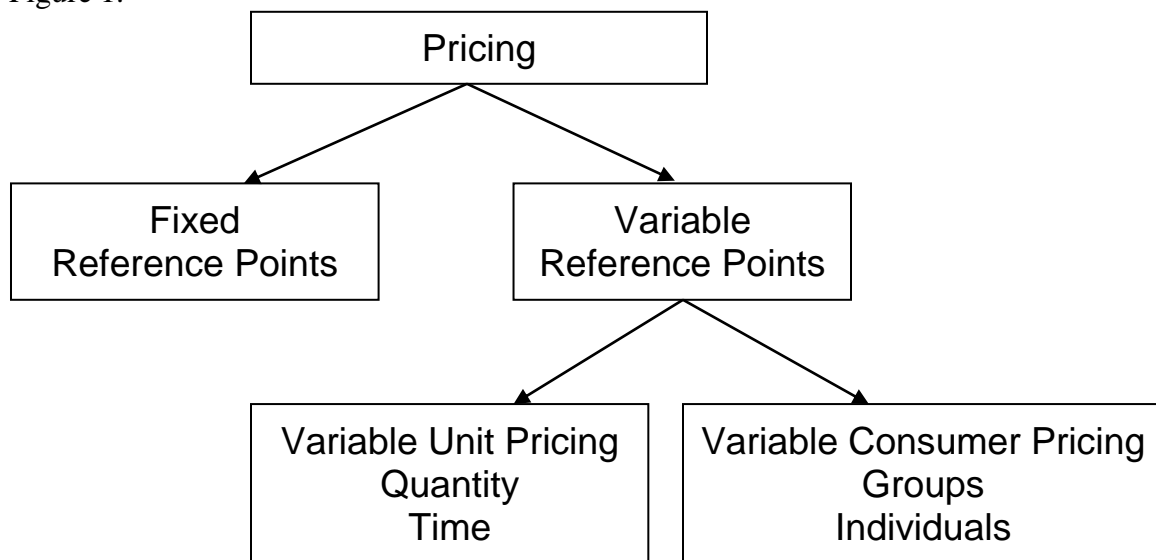 Figure 1.
Pricing
Fixed
Reference Points
Variable
Reference Points
Variable Unit Pricing
Quantity
Time
Variable Consumer Pricing
Groups
Individuals